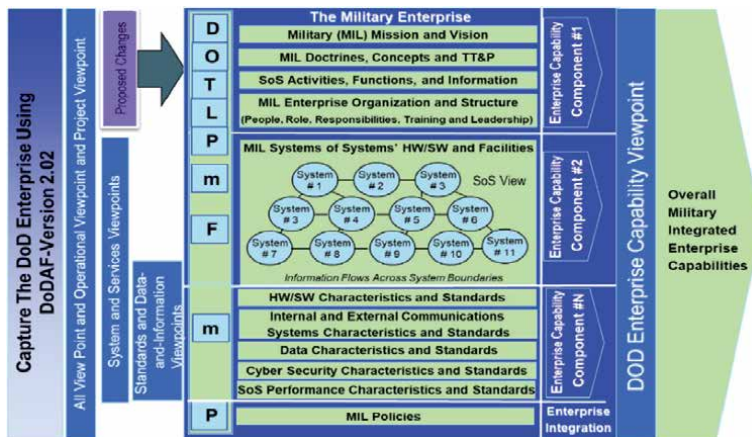 Capture The DoD Enterprise Using
DoDAF-Version 2.02
All View Point and Operational Viewpoint and Project Viewpoint
System and Services Viewpoints
Standards and Data-
and-Information
Viewpoints
Proposed Changes
D
O
T
L
P
m
F
m
P
The Military Enterprise
Military (MIL) Mission and Vision
MIL Doctrines, Concepts and TT&P
SoS Activities, Functions, and Information
MIL Enterprise Organization and Structure
(People, Role, Responsibilities, Training and Leadership)
MIL Systems of Systems' HW/SW and Facilities
System
# 1
System
# 2
System
# 3
SoS View
System
# 3
System
# 4
System
# 5
System
# 6
System
# 7
System
# 8
System
# 9
System
# 10
System
# 11
Information Flows Across System Boundaries
HW/SW Characteristics and Standards
Internal and External Communications
Systems Characteristics and Standards
Data Characteristics and Standards
Cyber Security Characteristics and Standards
SoS Performance Characteristics and Standards
MIL Policies
Enterprise Capability
Component #1
Enterprise Capability
Component #2
Enterprise Capability
Component #N
Enterprise
Integration
DOD Enterprise Capability Viewpoint
Overall
Military
Integrated
Enterprise
Capabilities